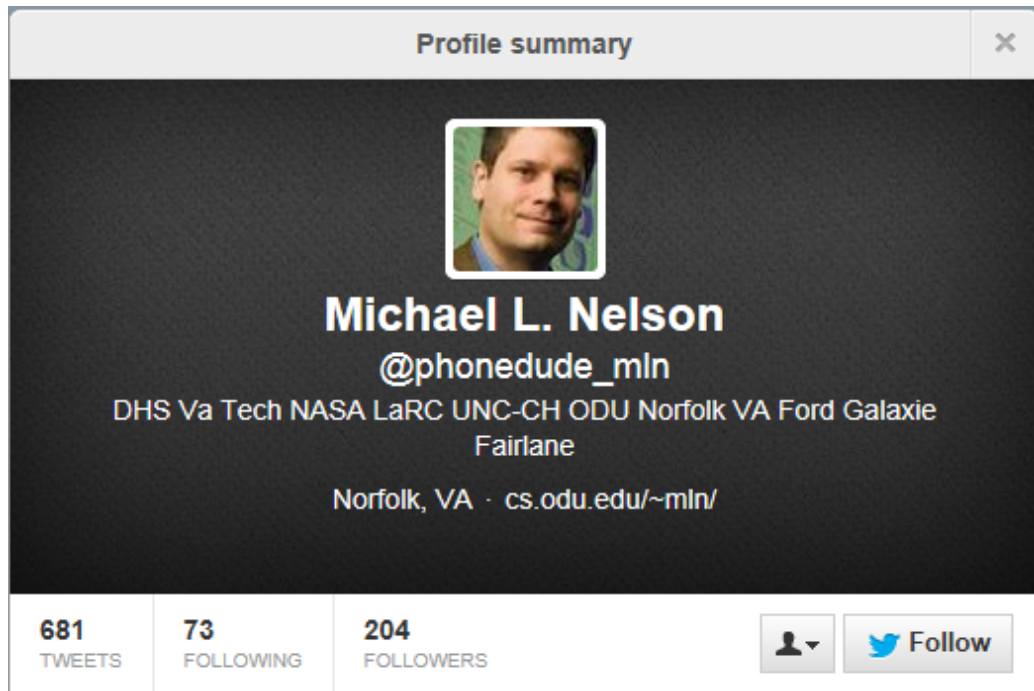 Profile summary
×
Michael L. Nelson
@phonedude_mln
DHS Va Tech NASA LaRC UNC-CH ODU Norfolk VA Ford Galaxie
Fairlane
Norfolk, VA · cs.odu.edu/~mln/
681 73 204
TWEETS FOLLOWING FOLLOWERS
Follow